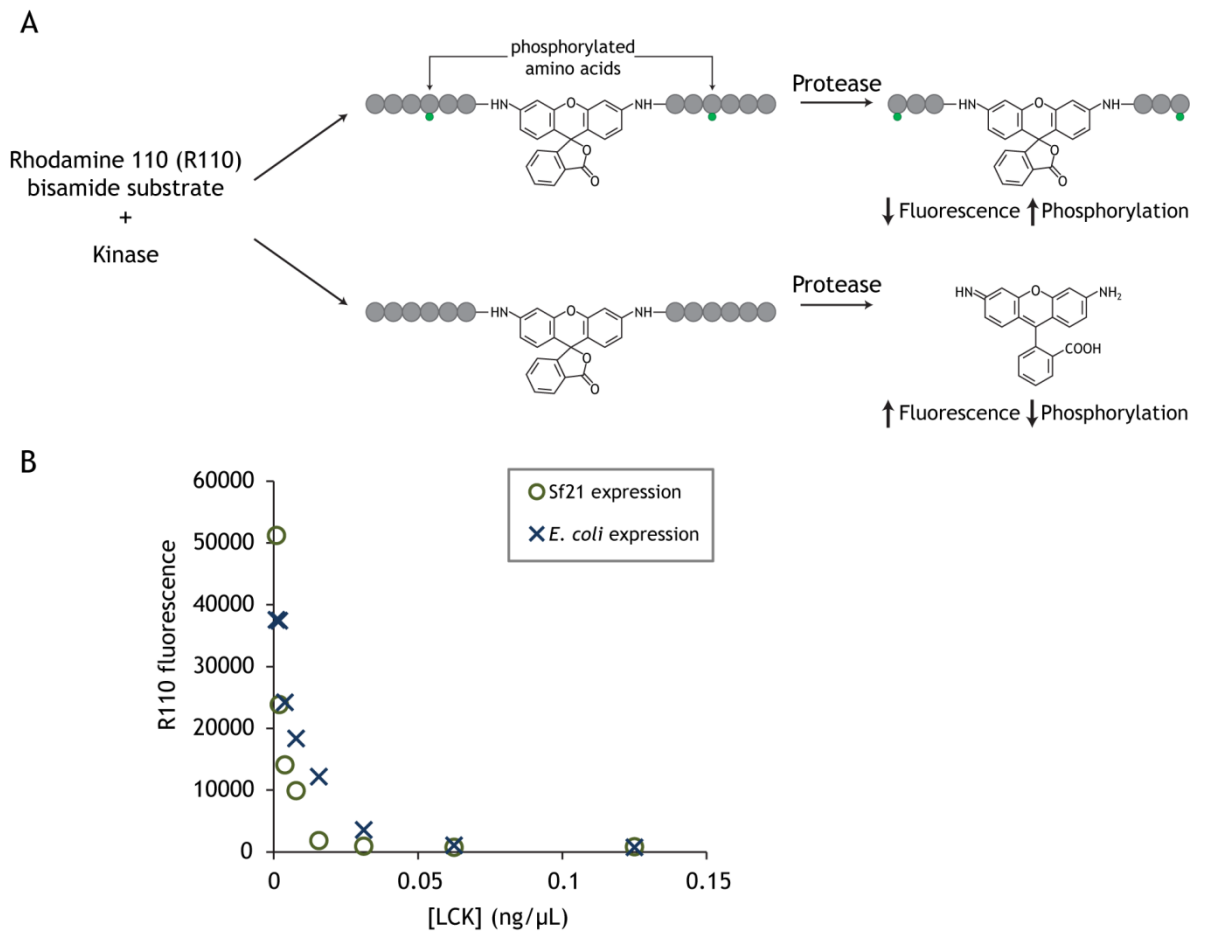 A
phosphorylated
amino acids
Protease
HN
O
NH
O
O
HN
O
NH
O
O
Rhodamine 110 (R110)
bisamide substrate
+
Kinase
↓ Fluorescence ↑ Phosphorylation
Protease
HN
O
NH
O
O
HN
O
NH₂
COOH
↑ Fluorescence ↓ Phosphorylation
B
60000
50000
40000
30000
20000
10000
0
R110 fluorescence
Sf21 expression
E. coli expression
0
0.05
0.1
0.15
[LCK] (ng/µL)